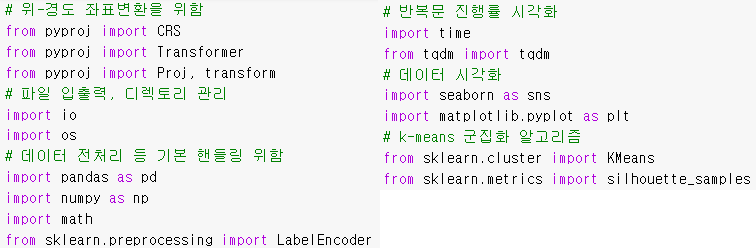 # 위-경도 좌표변환을 위함
from pyproj import CRS
from pyproj import Transformer
from pyproj import Proj, transform
# 파일 입출력, 디렉토리 관리
import io
import os
# 데이터 전처리 등 기본 핸들링 위함
import pandas as pd
import numpy as np
import math
from sklearn.preprocessing import LabelEncoder
# 반복문 진행률 시각화
import time
from tqdm import tqdm
# 데이터 시각화
import seaborn as sns
import matplotlib.pyplot as plt
# k-means 군집화 알고리즘
from sklearn.cluster import KMeans
from sklearn.metrics import silhouette_samples